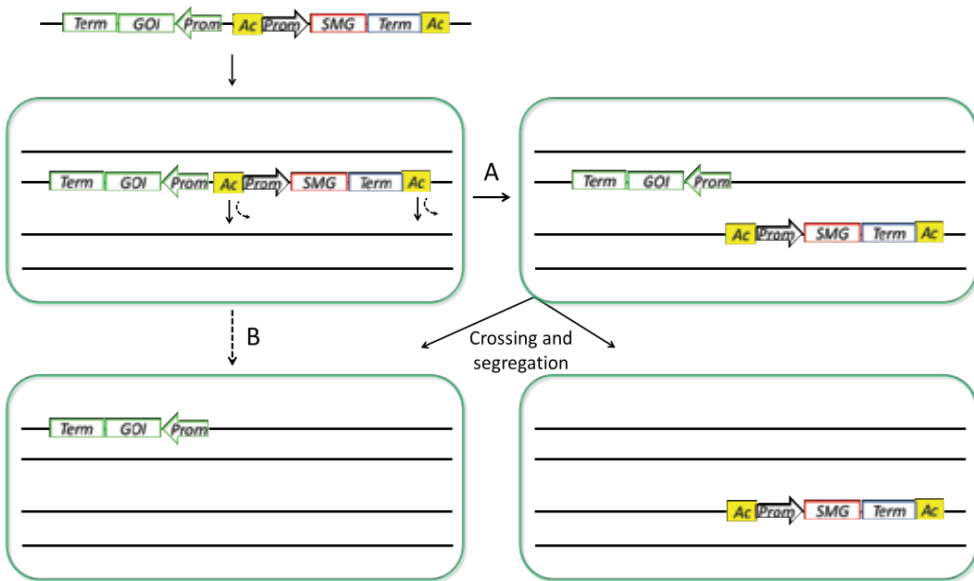 Term GOI Prom Ac Prom SMG Term Ac
Term GOI Prom Ac Prom SMG Term Ac
A
Term GOI Prom
Ac Prom SMG Term Ac
B
Crossing and
segregation
Term GOI Prom
Ac Prom SMG Term Ac